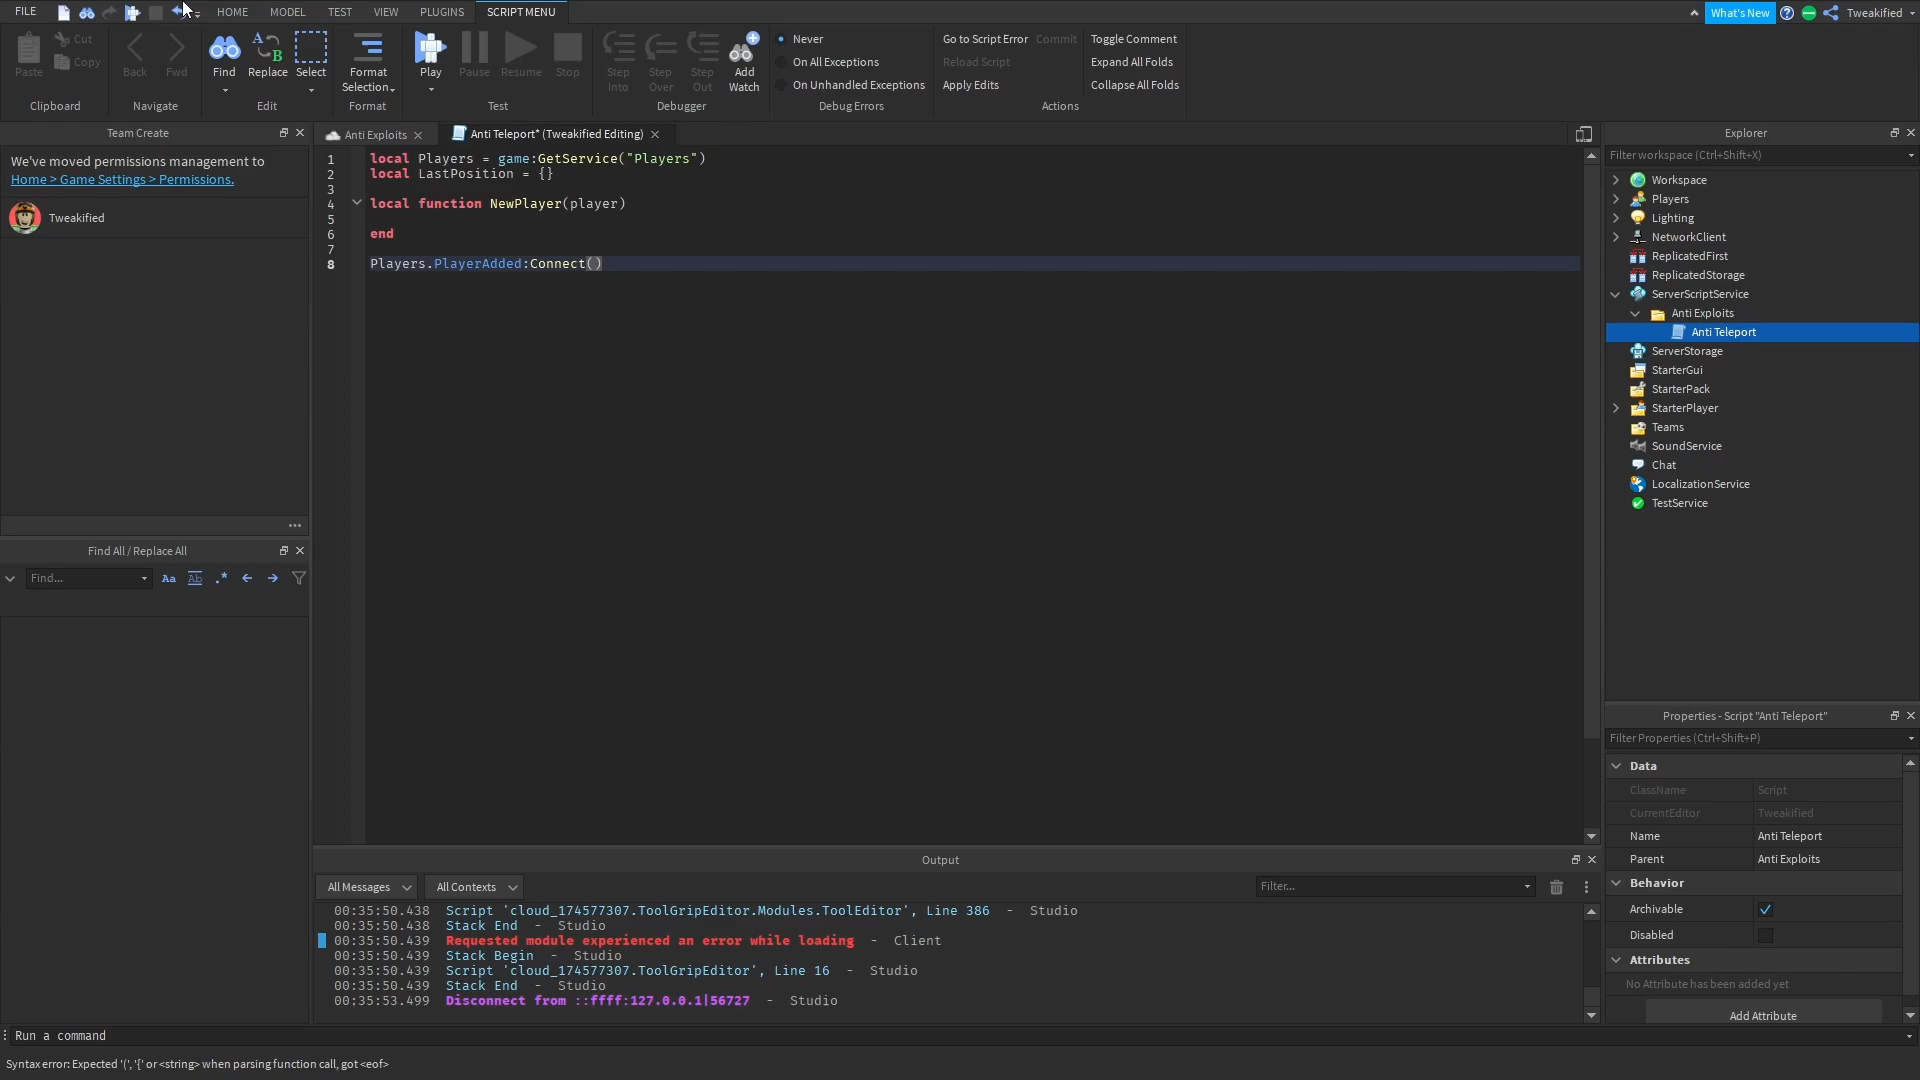 FILE
HOME
MODEL
TEST
VIEW
PLUGINS
SCRIPT MENU
What's New
Tweakified
Paste
Cut
Copy
Clipboard
Back
Fwd
Navigate
Find
Replace
Select
Edit
Format
Selection
Format
Play
Pause
Resume
Stop
Test
Step
Into
Step
Over
Step
Out
Add
Watch
Debugger
Never
On All Exceptions
On Unhandled Exceptions
Debug Errors
Go to Script Error
Commit
Reload Script
Apply Edits
Toggle Comment
Expand All Folds
Collapse All Folds
Actions
Team Create
We've moved permissions management to
Home > Game Settings > Permissions.
Tweakified
Find All / Replace All
Find...
Aa
Ab
.*
Anti Exploits
Anti Teleport* (Tweakified Editing)
1 local Players = game:GetService("Players")
2 local LastPosition = {}
3
4 local function NewPlayer(player)
5
6 end
7
8 Players.PlayerAdded:Connect()
Output
All Messages
All Contexts
Filter...
00:35:50.438 Script 'cloud_174577307.ToolGripEditor.Modules.ToolEditor', Line 386 - Studio
00:35:50.438 Stack End - Studio
00:35:50.439 Requested module experienced an error while loading - Client
00:35:50.439 Stack Begin - Studio
00:35:50.439 Script 'cloud_174577307.ToolGripEditor', Line 16 - Studio
00:35:50.439 Stack End - Studio
00:35:53.499 Disconnect from ::ffff:127.0.0.1|56727 - Studio
Explorer
Filter workspace (Ctrl+Shift+X)
Workspace
Players
Lighting
NetworkClient
ReplicatedFirst
ReplicatedStorage
ServerScriptService
Anti Exploits
Anti Teleport
ServerStorage
StarterGui
StarterPack
StarterPlayer
Teams
SoundService
Chat
LocalizationService
TestService
Properties - Script "Anti Teleport"
Filter Properties (Ctrl+Shift+P)
Data
ClassName Script
CurrentEditor Tweakified
Name Anti Teleport
Parent Anti Exploits
Behavior
Archivable
Disabled
Attributes
No Attribute has been added yet
Add Attribute
Run a command
Syntax error: Expected '(', '{' or <string> when parsing function call, got <eof>